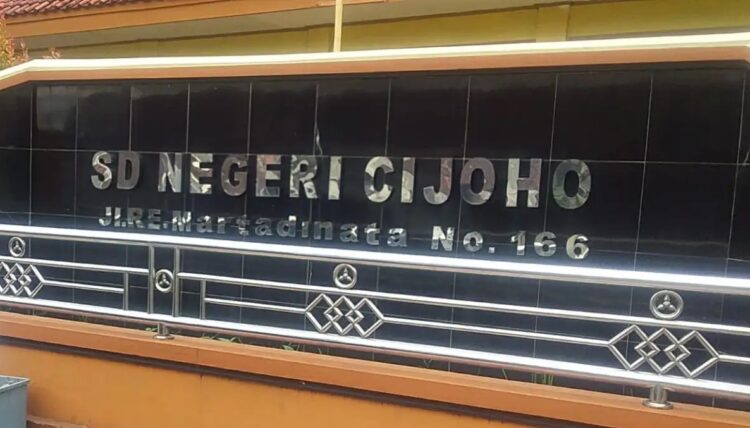 SD NEGERI CIJOHO
Jl.RE.Martadinata No.166